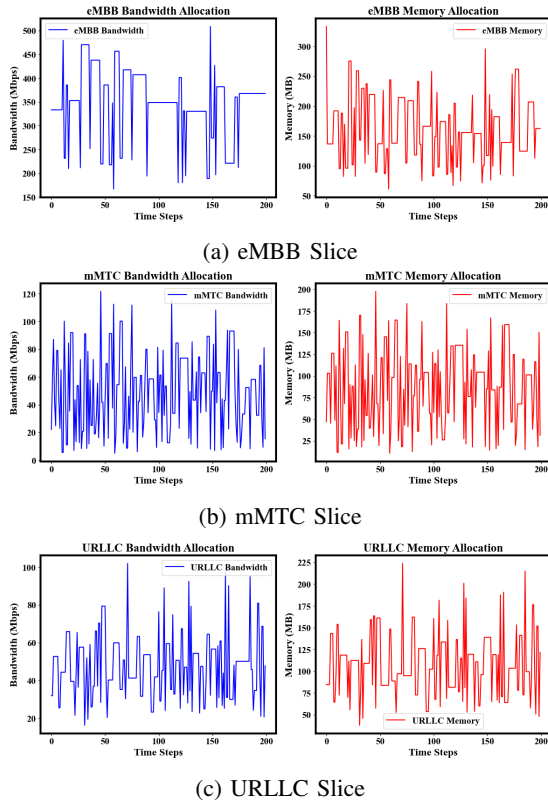 eMBB Bandwidth Allocation
eMBB Bandwidth
Bandwidth (Mbps)
500
450
400
350
300
250
200
150
0
50
100
150
200
Time Steps
eMBB Memory Allocation
eMBB Memory
Memory (MB)
350
300
250
200
150
100
50
0
50
100
150
200
Time Steps
(a) eMBB Slice
mMTC Bandwidth Allocation
mMTC Bandwidth
Bandwidth (Mbps)
120
100
80
60
40
20
0
0
50
100
150
200
Time Steps
mMTC Memory Allocation
mMTC Memory
Memory (MB)
200
175
150
125
100
75
50
25
0
50
100
150
200
Time Steps
(b) mMTC Slice
URLLC Bandwidth Allocation
URLLC Bandwidth
Bandwidth (Mbps)
100
80
60
40
20
0
50
100
150
200
Time Steps
URLLC Memory Allocation
URLLC Memory
Memory (MB)
225
200
175
150
125
100
75
50
0
50
100
150
200
Time Steps
(c) URLLC Slice